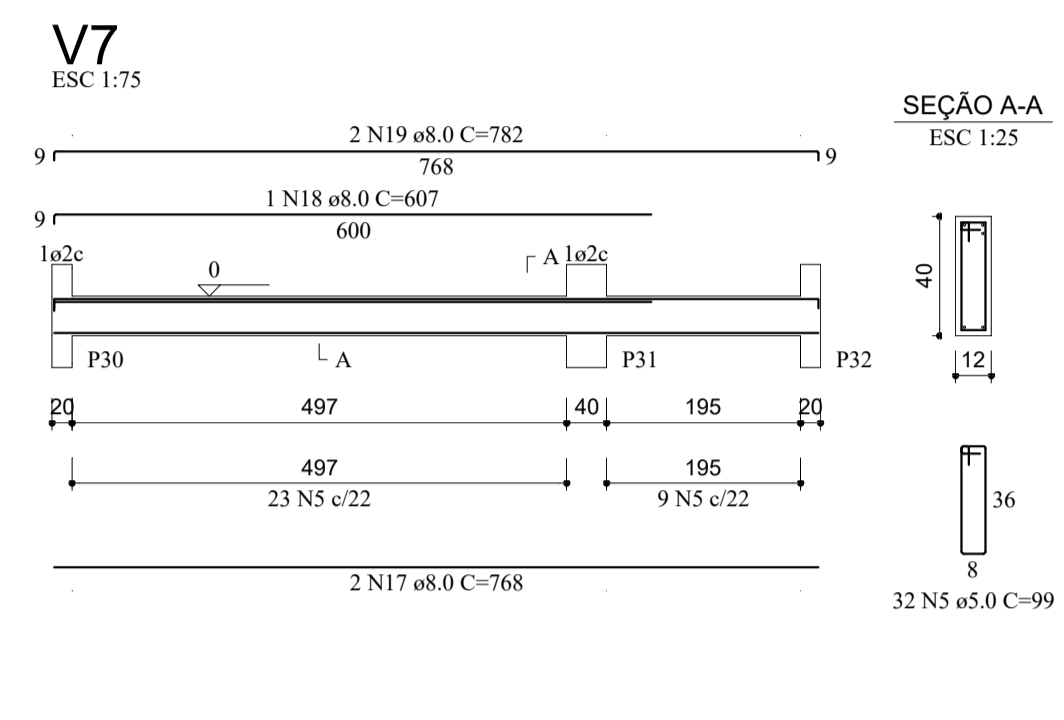 V7
ESC 1:75
SEÇÃO A-A
ESC 1:25
2 N19 ø8.0 C=782
9
9
768
1 N18 ø8.0 C=607
9
600
1ø2c
0
A
1ø2c
A
P30
P31
P32
40
12
20
497
40
195
20
497
195
23 N5 c/22
9 N5 c/22
36
8
2 N17 ø8.0 C=768
32 N5 ø5.0 C=99